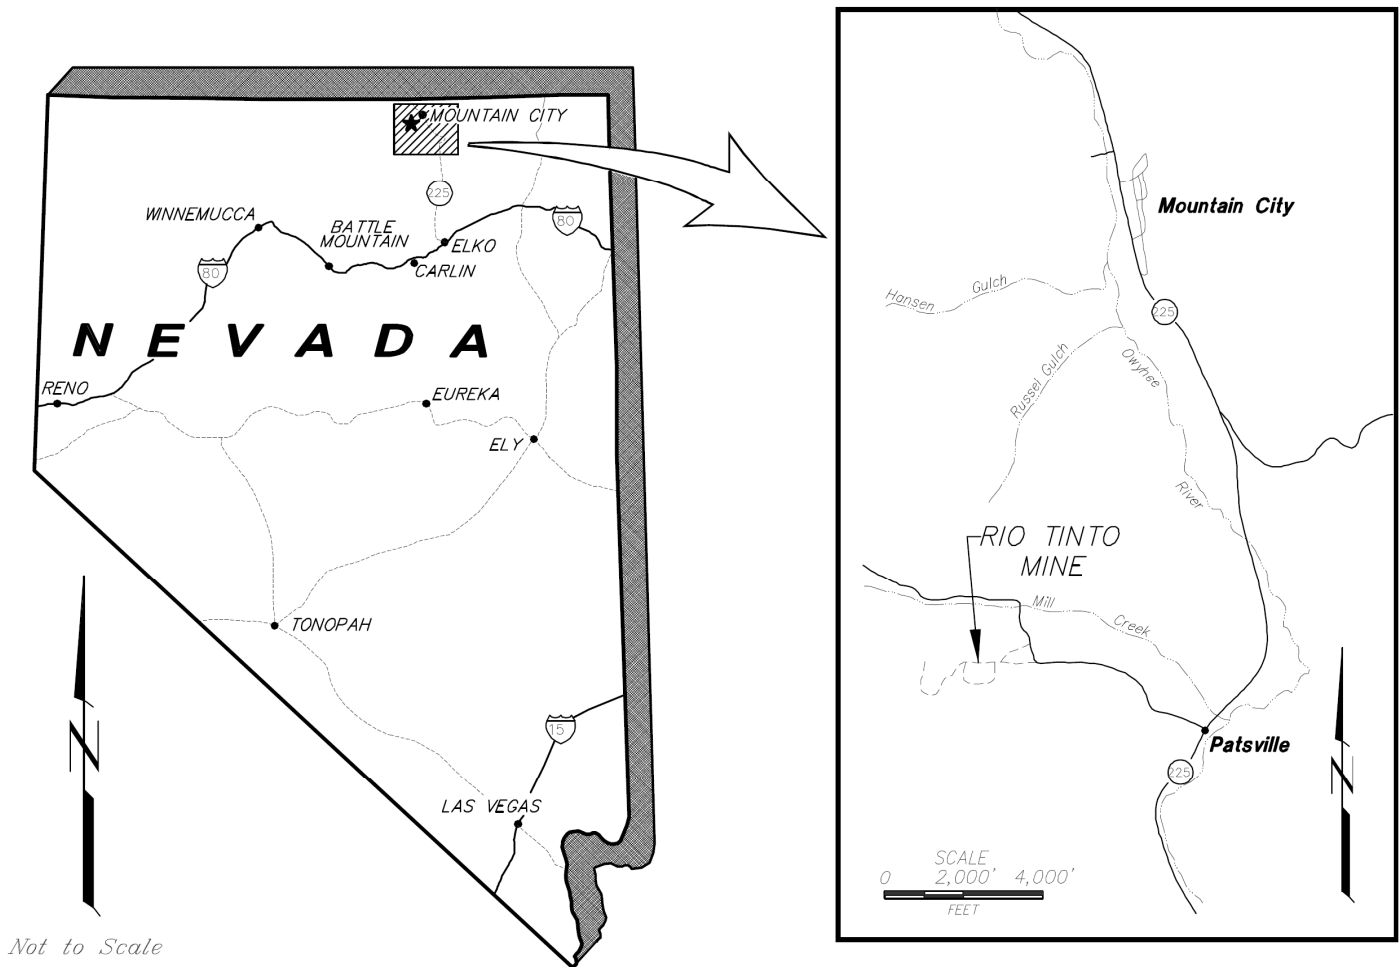 MOUNTAIN CITY
225
WINNEMUCCA
BATTLE
MOUNTAIN
80
ELKO
CARLIN
80
NEVADA
RENO
EUREKA
ELY
TONOPAH
15
LAS VEGAS
N
Not to Scale
Mountain City
Hansen Gulch
225
Russel Gulch
Owyhee River
RIO TINTO
MINE
Mill Creek
Patsville
225
N
SCALE
0 2,000' 4,000'
FEET